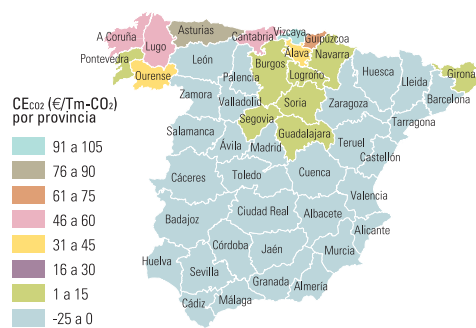 A Coruña
Lugo
Asturias
Cantabria
Vizcaya
Guipúzcoa
Pontevedra
Ourense
León
Palencia
Burgos
Álava
Navarra
Logroño
Huesca
Lleida
Girona
Barcelona
Zamora
Valladolid
Soria
Zaragoza
Tarragona
Segovia
Guadalajara
Salamanca
Ávila
Madrid
Teruel
Castellón
Cáceres
Toledo
Cuenca
Valencia
Badajoz
Ciudad Real
Albacete
Alicante
Córdoba
Jaén
Murcia
Huelva
Sevilla
Granada
Almería
Cádiz
Málaga
CEco2 (€/Tm-CO2)
por provincia
91 a 105
76 a 90
61 a 75
46 a 60
31 a 45
16 a 30
1 a 15
-25 a 0